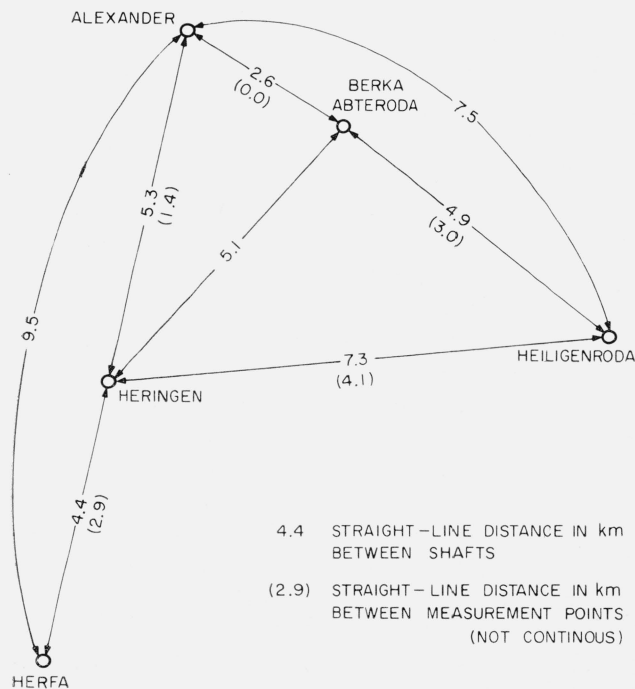 ALEXANDER
2.6
(0.0)
BERKA
ABTERODA
7.5
5.3
(1.4)
4.9
(3.0)
5.1
9.5
HEILIGENRODA
7.3
(4.1)
HERINGEN
4.4
(2.9)
4.4 STRAIGHT-LINE DISTANCE IN km
BETWEEN SHAFTS
(2.9) STRAIGHT-LINE DISTANCE IN km
BETWEEN MEASUREMENT POINTS
(NOT CONTINOUS)
HERFA